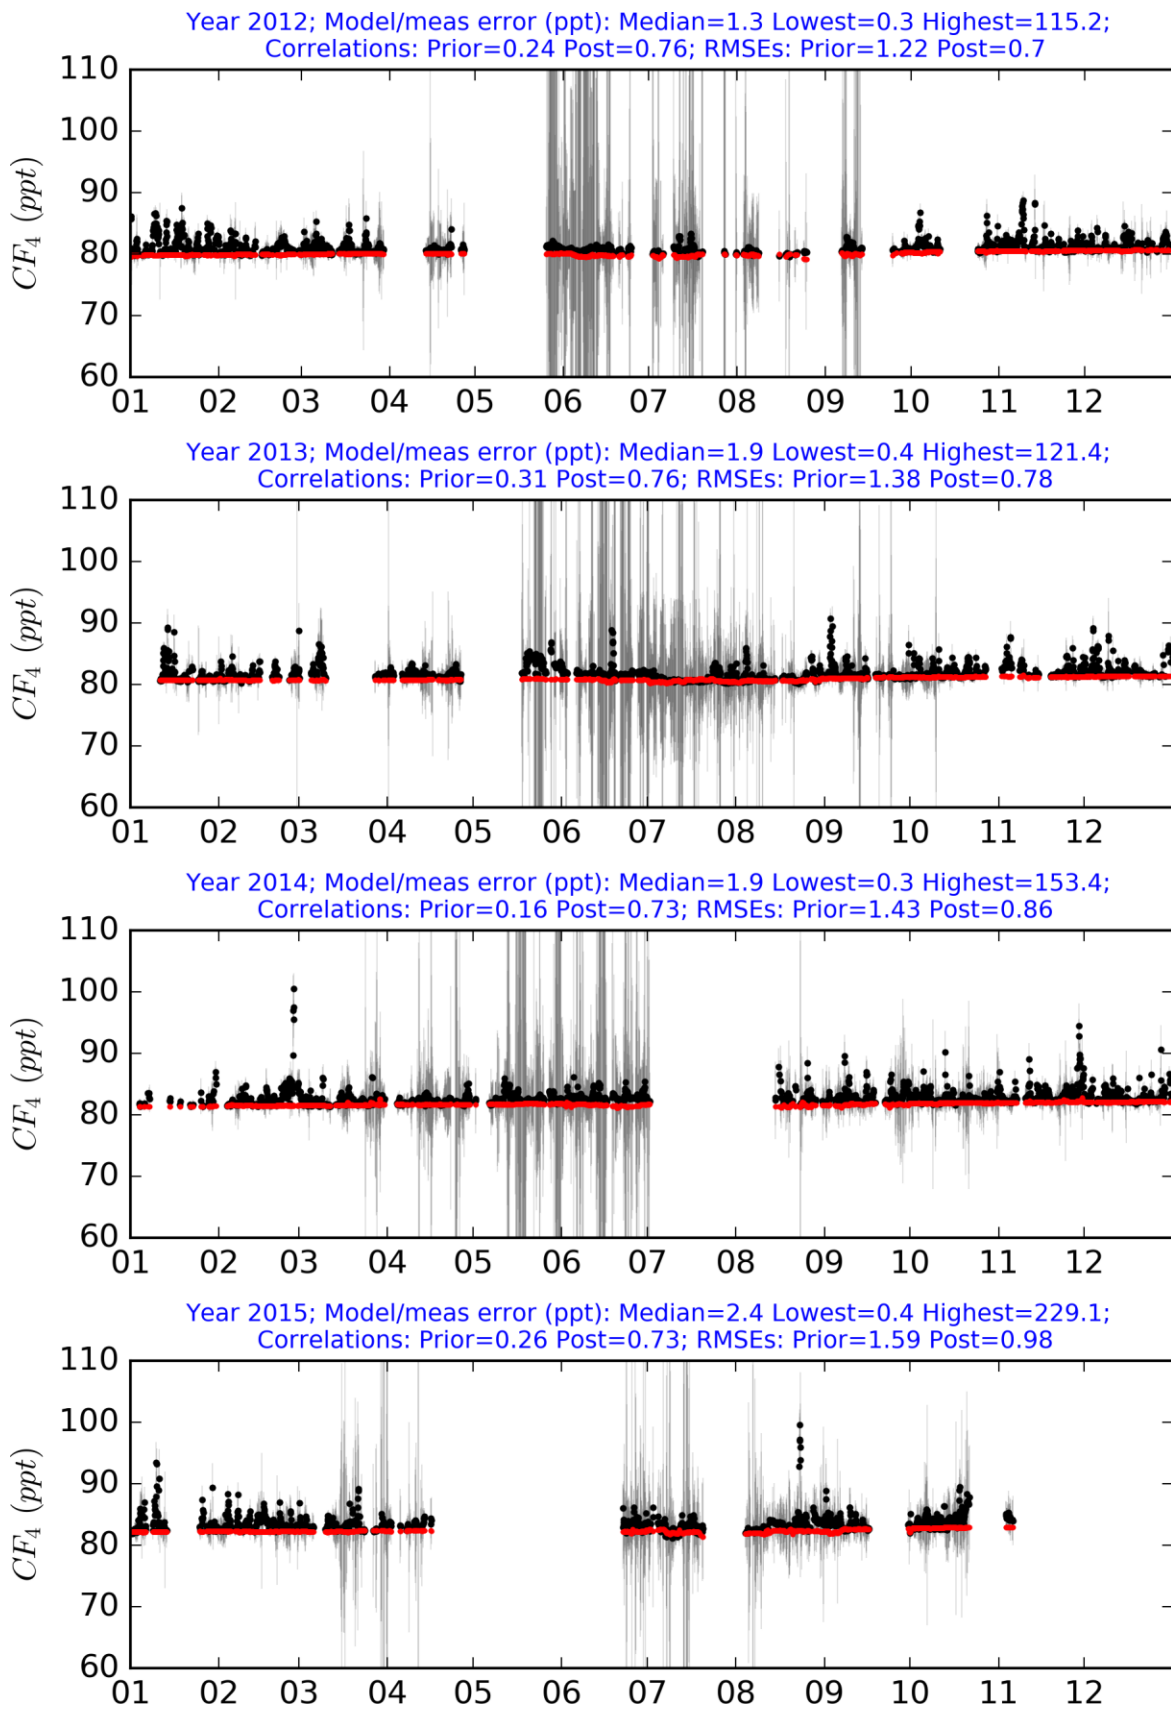 Year 2012; Model/meas error (ppt): Median=1.3 Lowest=0.3 Highest=115.2;
Correlations: Prior=0.24 Post=0.76; RMSEs: Prior=1.22 Post=0.7
110
100
90
80
70
60
CF₄ (ppt)
01 02 03 04 05 06 07 08 09 10 11 12
Year 2013; Model/meas error (ppt): Median=1.9 Lowest=0.4 Highest=121.4;
Correlations: Prior=0.31 Post=0.76; RMSEs: Prior=1.38 Post=0.78
110
100
90
80
70
60
CF₄ (ppt)
01 02 03 04 05 06 07 08 09 10 11 12
Year 2014; Model/meas error (ppt): Median=1.9 Lowest=0.3 Highest=153.4;
Correlations: Prior=0.16 Post=0.73; RMSEs: Prior=1.43 Post=0.86
110
100
90
80
70
60
CF₄ (ppt)
01 02 03 04 05 06 07 08 09 10 11 12
Year 2015; Model/meas error (ppt): Median=2.4 Lowest=0.4 Highest=229.1;
Correlations: Prior=0.26 Post=0.73; RMSEs: Prior=1.59 Post=0.98
110
100
90
80
70
60
CF₄ (ppt)
01 02 03 04 05 06 07 08 09 10 11 12